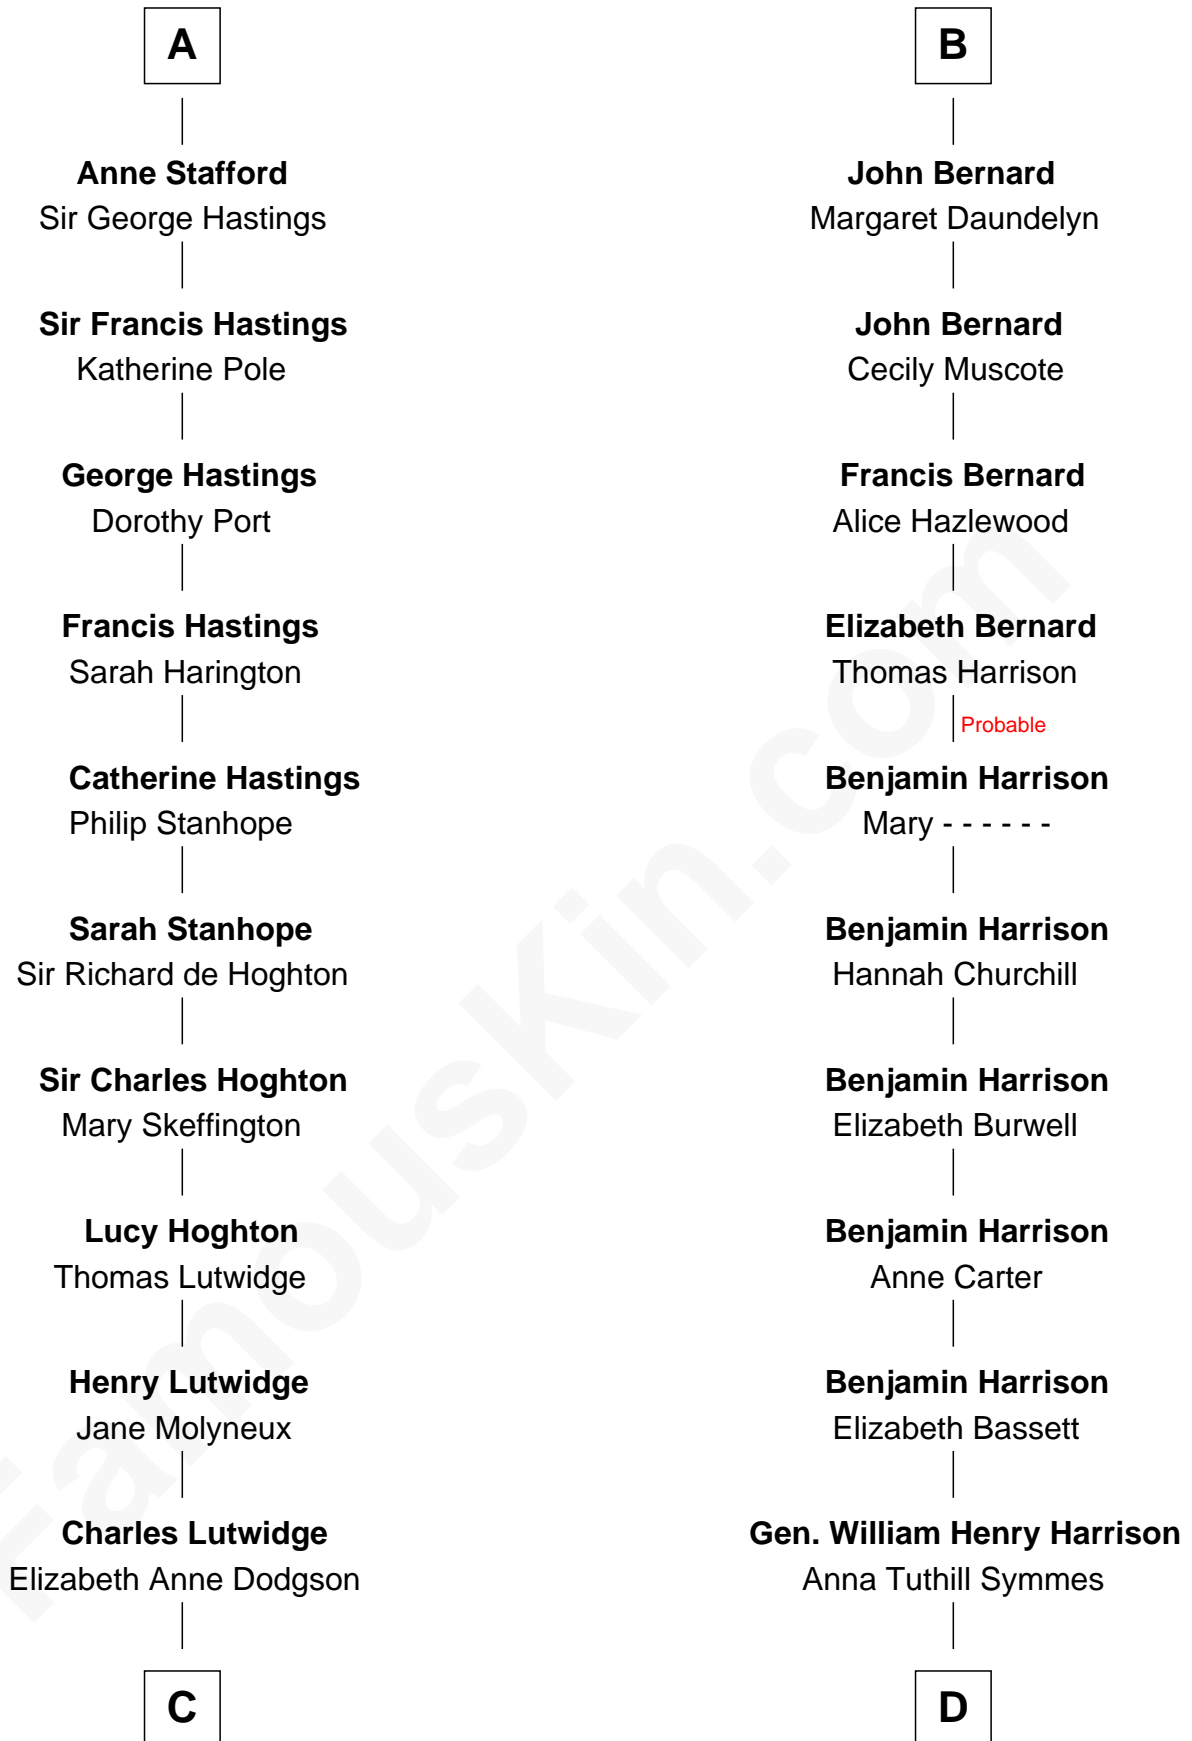 A
Anne Stafford
Sir George Hastings
Sir Francis Hastings
Katherine Pole
George Hastings
Dorothy Port
Francis Hastings
Sarah Harington
Catherine Hastings
Philip Stanhope
Sarah Stanhope
Sir Richard de Hoghton
Sir Charles Hoghton
Mary Skeffington
Lucy Hoghton
Thomas Lutwidge
Henry Lutwidge
Jane Molyneux
Charles Lutwidge
Elizabeth Anne Dodgson
C
B
John Bernard
Margaret Daundelyn
John Bernard
Cecily Muscote
Francis Bernard
Alice Hazlewood
Elizabeth Bernard
Thomas Harrison
Probable
Benjamin Harrison
Mary - - - - - -
Benjamin Harrison
Hannah Churchill
Benjamin Harrison
Elizabeth Burwell
Benjamin Harrison
Anne Carter
Benjamin Harrison
Elizabeth Bassett
Gen. William Henry Harrison
Anna Tuthill Symmes
D
FamousKin.com